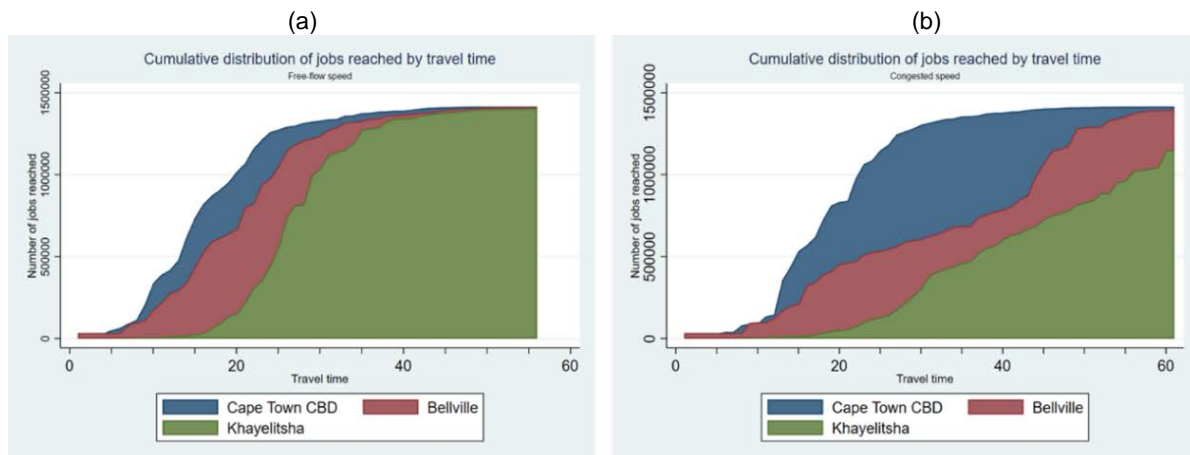 (a)
Cumulative distribution of jobs reached by travel time
Free-flow speed
Number of jobs reached
1500000
1000000
500000
0
0 20 40 60
Travel time
Cape Town CBD Bellville
Khayelitsha
(b)
Cumulative distribution of jobs reached by travel time
Congested speed
Number of jobs reached
1500000
1000000
500000
0
0 20 40 60
Travel time
Cape Town CBD Bellville
Khayelitsha